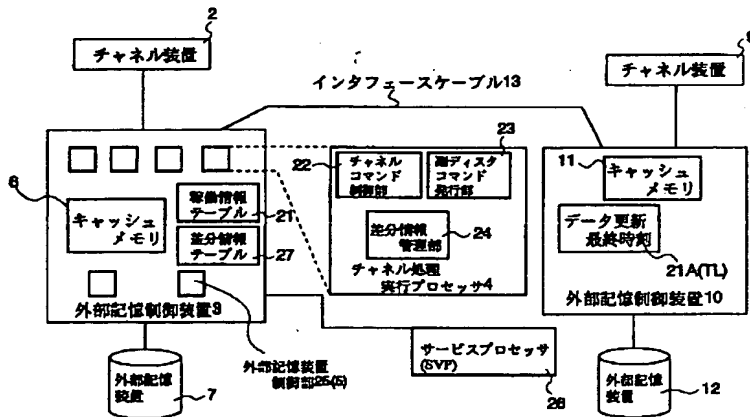 2
チャネル装置
インタフェースケーブル13
チャネル装置
6
キャッシュ
メモリ
稼働情報
テーブル
21
差分情報
テーブル
27
外部記憶制御装置3
外部記憶
装置
7
外部記憶装置
制御部25(5)
22
チャネル
コマンド
制御部
23
副ディスク
コマンド
発行部
差分情報
管理部
24
チャネル処理
実行プロセッサ4
サービスプロセッサ
(SVP)
26
11
キャッシュ
メモリ
データ更新
最終時刻
21A(TL)
外部記憶制御装置10
外部記憶
装置
12